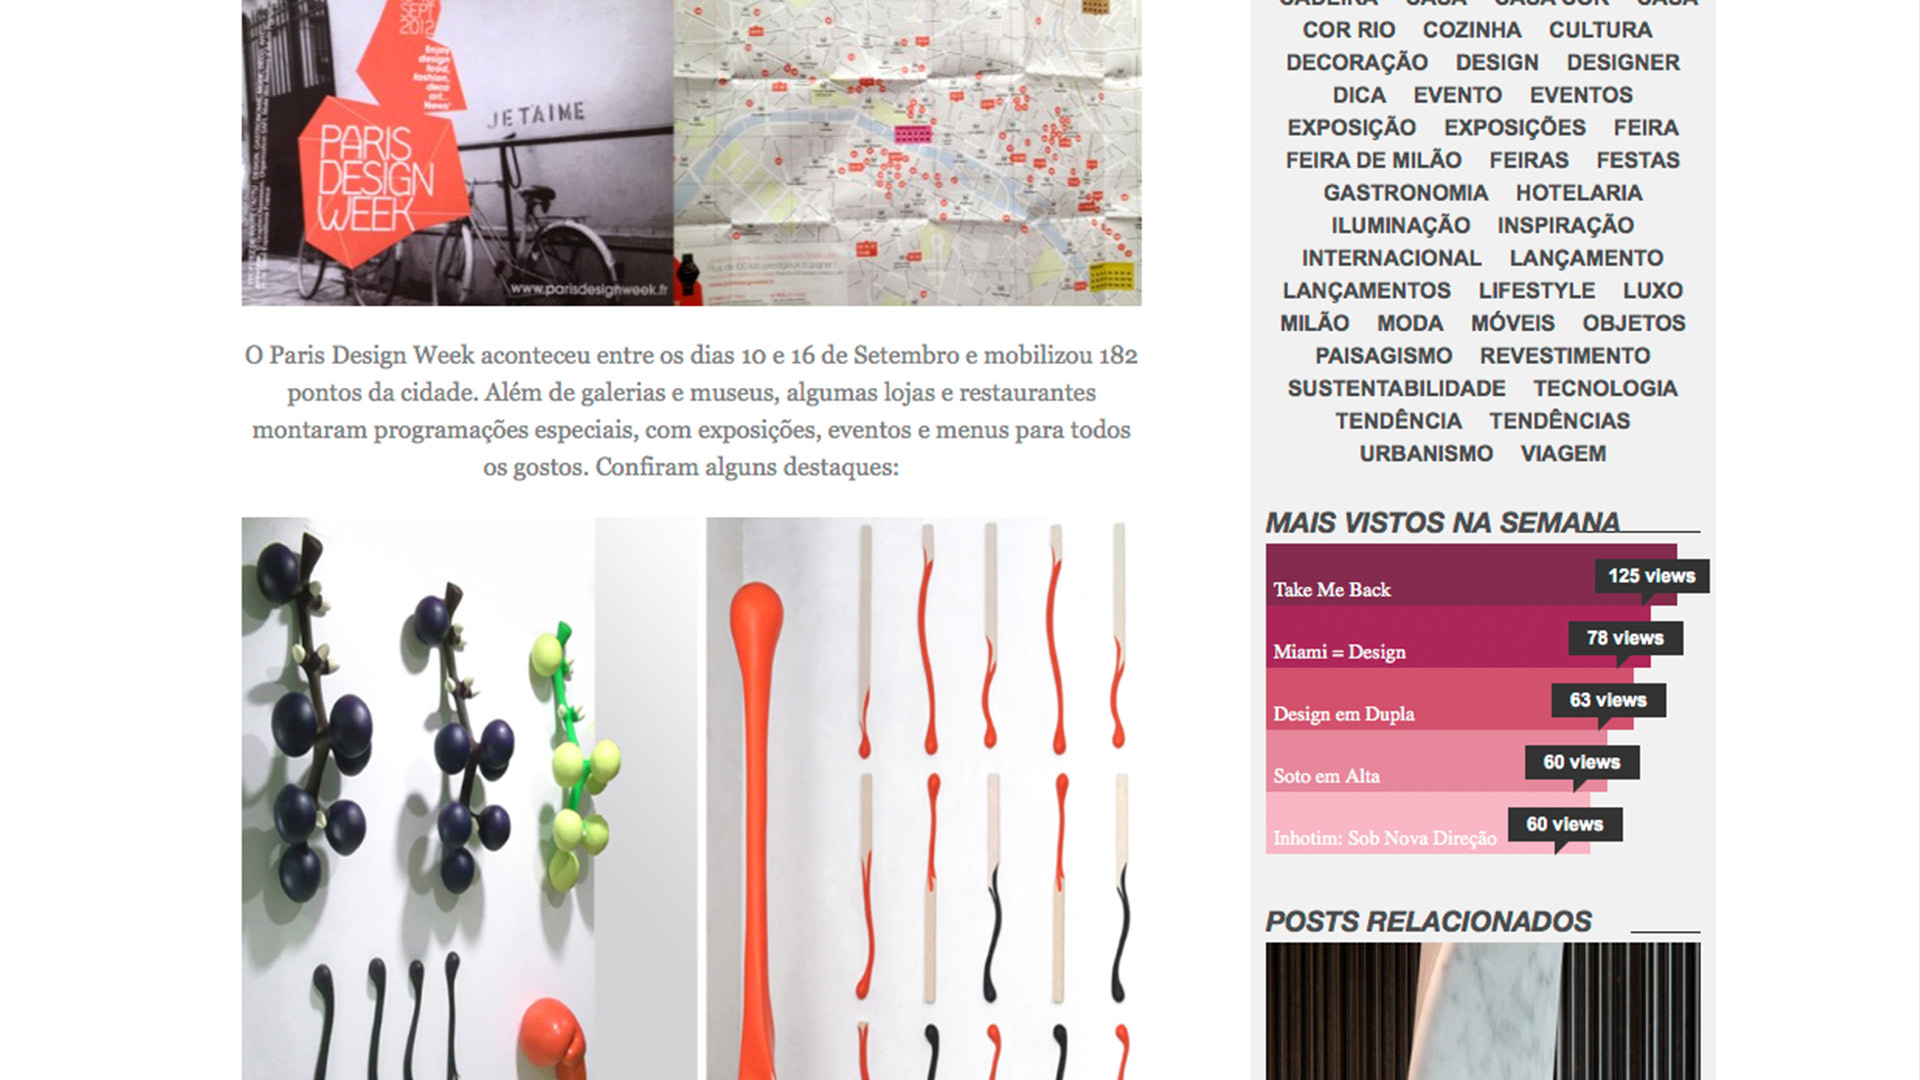 SEPT
2012
Enjoy
design
food,
fashion,
deco
art...
News*
JE T'AIME
PARIS
DESIGN
WEEK
www.parisdesignweek.fr
O Paris Design Week aconteceu entre os dias 10 e 16 de Setembro e mobilizou 182
pontos da cidade. Além de galerias e museus, algumas lojas e restaurantes
montaram programações especiais, com exposições, eventos e menus para todos
os gostos. Confiram alguns destaques:
CADEIRA CASA CASA COR CASA
COR RIO COZINHA CULTURA
DECORAÇÃO DESIGN DESIGNER
DICA EVENTO EVENTOS
EXPOSIÇÃO EXPOSIÇÕES FEIRA
FEIRA DE MILÃO FEIRAS FESTAS
GASTRONOMIA HOTELARIA
ILUMINAÇÃO INSPIRAÇÃO
INTERNACIONAL LANÇAMENTO
LANÇAMENTOS LIFESTYLE LUXO
MILÃO MODA MÓVEIS OBJETOS
PAISAGISMO REVESTIMENTO
SUSTENTABILIDADE TECNOLOGIA
TENDÊNCIA TENDÊNCIAS
URBANISMO VIAGEM
MAIS VISTOS NA SEMANA
125 views
Take Me Back
78 views
Miami = Design
63 views
Design em Dupla
60 views
Soto em Alta
60 views
Inhotim: Sob Nova Direção
POSTS RELACIONADOS